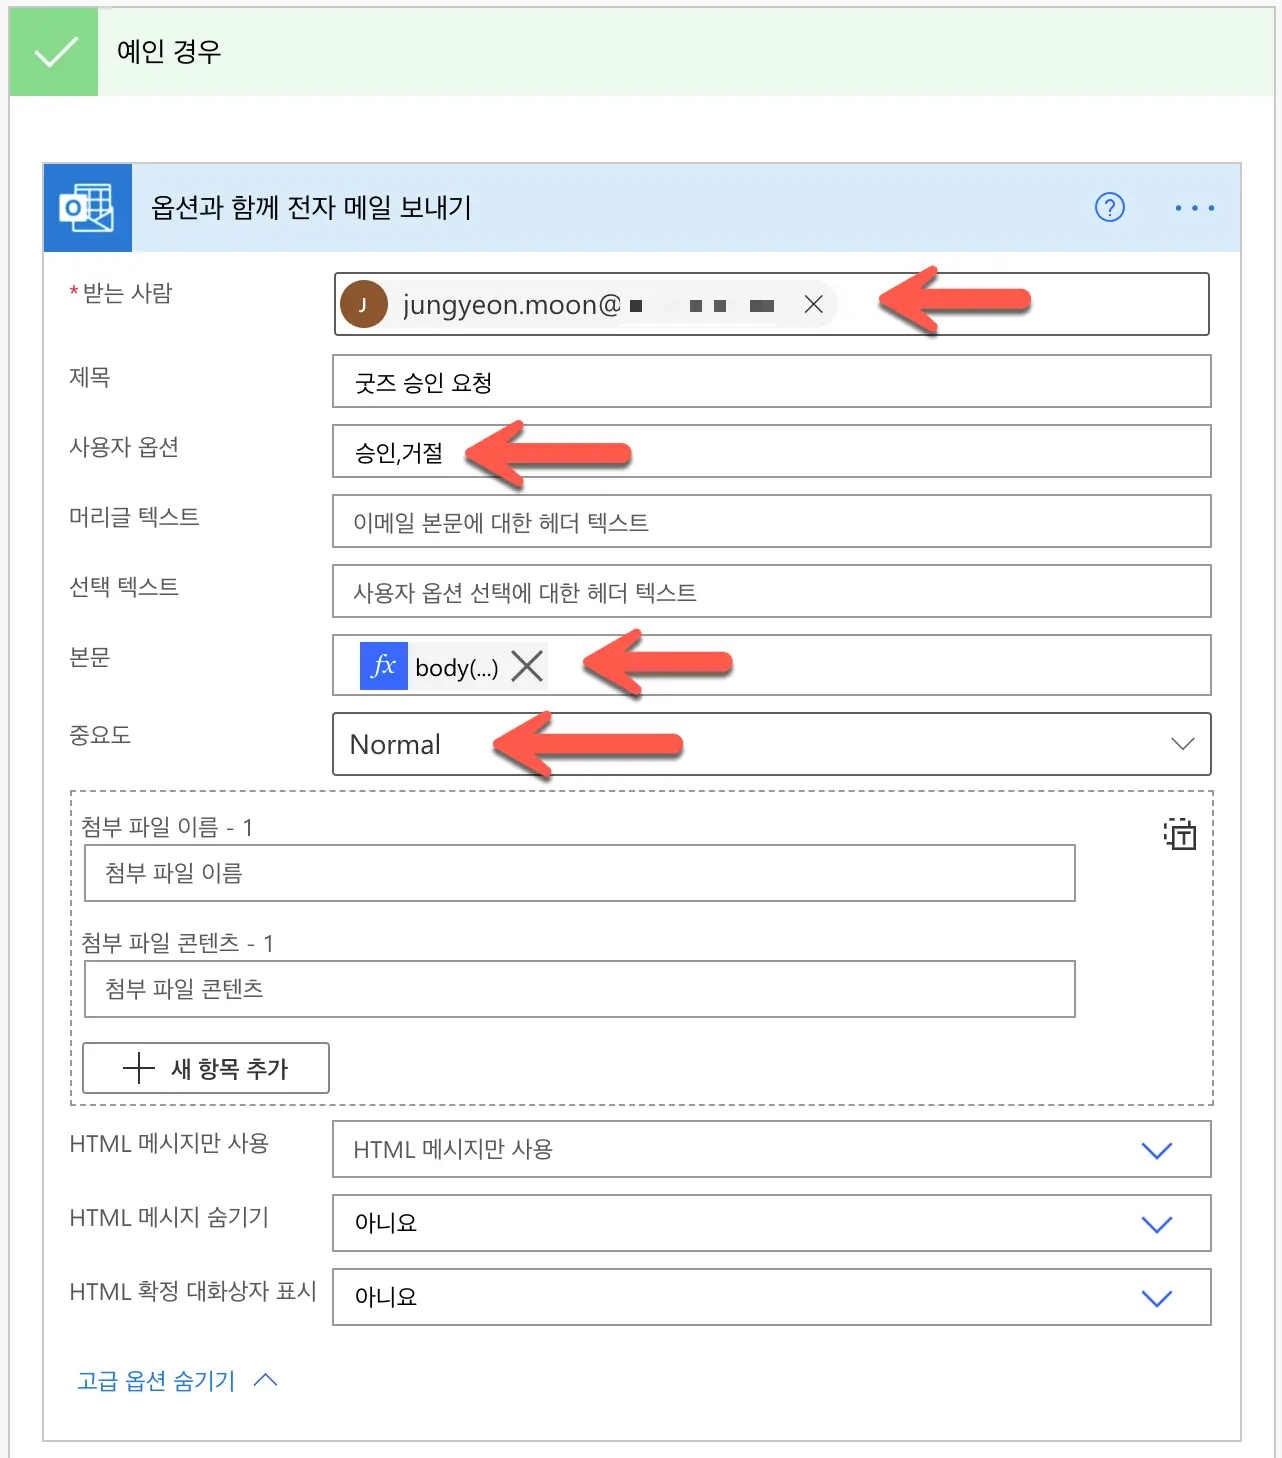 예인 경우
옵션과 함께 전자 메일 보내기
?
* 받는 사람
J jungyeon.moon@
제목
굿즈 승인 요청
사용자 옵션
승인,거절
머리글 텍스트
이메일 본문에 대한 헤더 텍스트
선택 텍스트
사용자 옵션 선택에 대한 헤더 텍스트
본문
fx body(...)
중요도
Normal
첨부 파일 이름 - 1
첨부 파일 이름
첨부 파일 콘텐츠 - 1
첨부 파일 콘텐츠
새 항목 추가
HTML 메시지만 사용
HTML 메시지만 사용
HTML 메시지 숨기기
아니요
HTML 확정 대화상자 표시
아니요
고급 옵션 숨기기